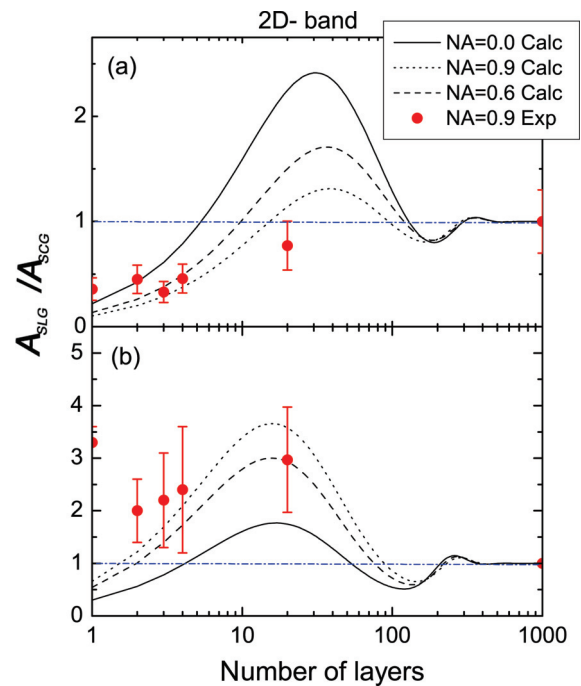 2D- band
NA=0.0 Calc
NA=0.9 Calc
NA=0.6 Calc
NA=0.9 Exp
(a)
2
1
0
A_SLG /A_SCG
(b)
5
4
3
2
1
0
1 10 100 1000
Number of layers